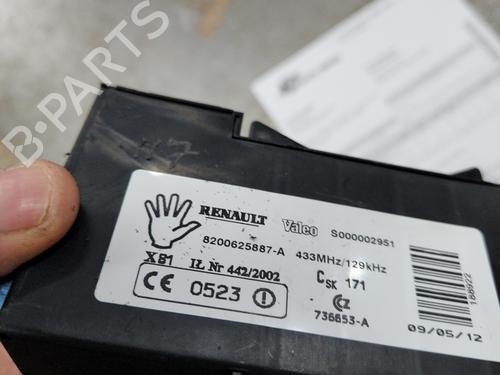 B-PARTS
RENAULT Valeo S000002951
8200625887-A 433MHz/129kHz
X81 IL Nr 442/2002 CSK 171
CE 0523
736653-A
09/05/12
188922